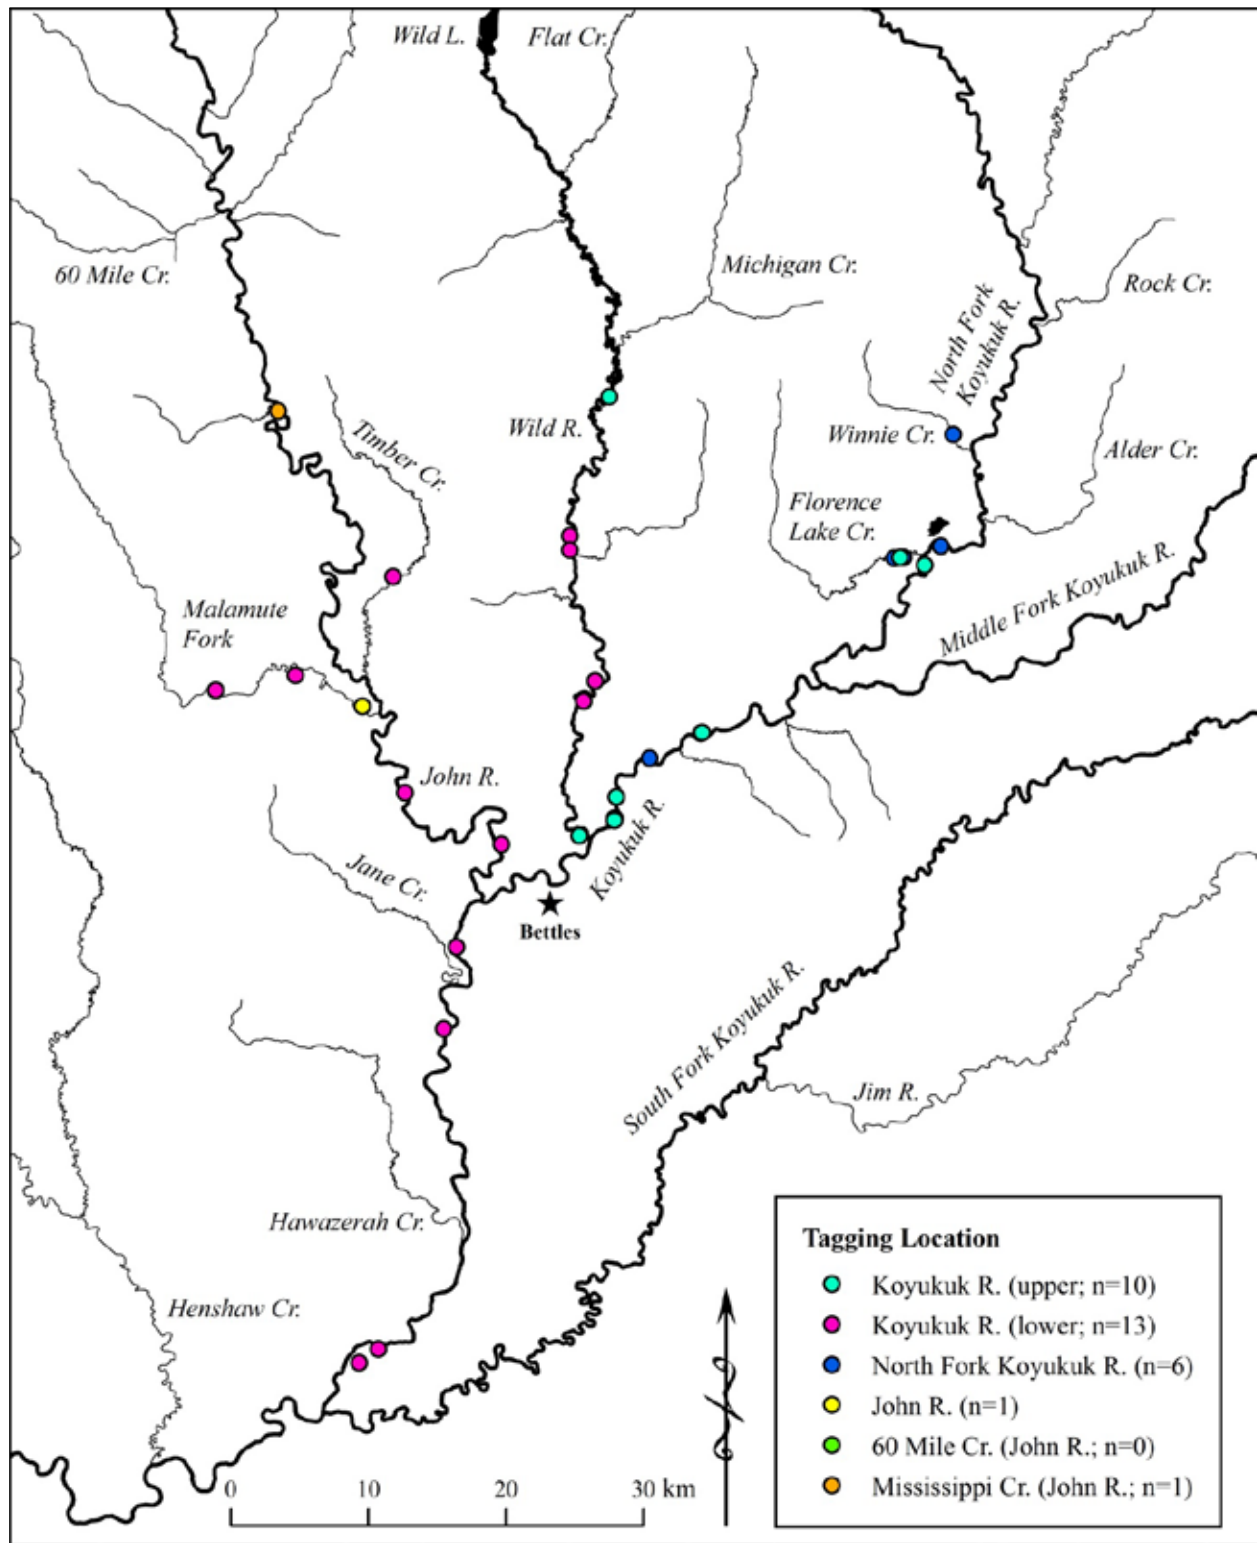 Wild L.
Flat Cr.
60 Mile Cr.
Michigan Cr.
Rock Cr.
North Fork
Koyukuk R.
Wild R.
Winnie Cr.
Timber Cr.
Alder Cr.
Florence
Lake Cr.
Middle Fork Koyukuk R.
Malamute
Fork
John R.
Koyukuk R.
Jane Cr.
Bettles
South Fork Koyukuk R.
Jim R.
Hawazerah Cr.
Henshaw Cr.
Tagging Location
Koyukuk R. (upper; n=10)
Koyukuk R. (lower; n=13)
North Fork Koyukuk R. (n=6)
John R. (n=1)
60 Mile Cr. (John R.; n=0)
Mississippi Cr. (John R.; n=1)
0 10 20 30 km